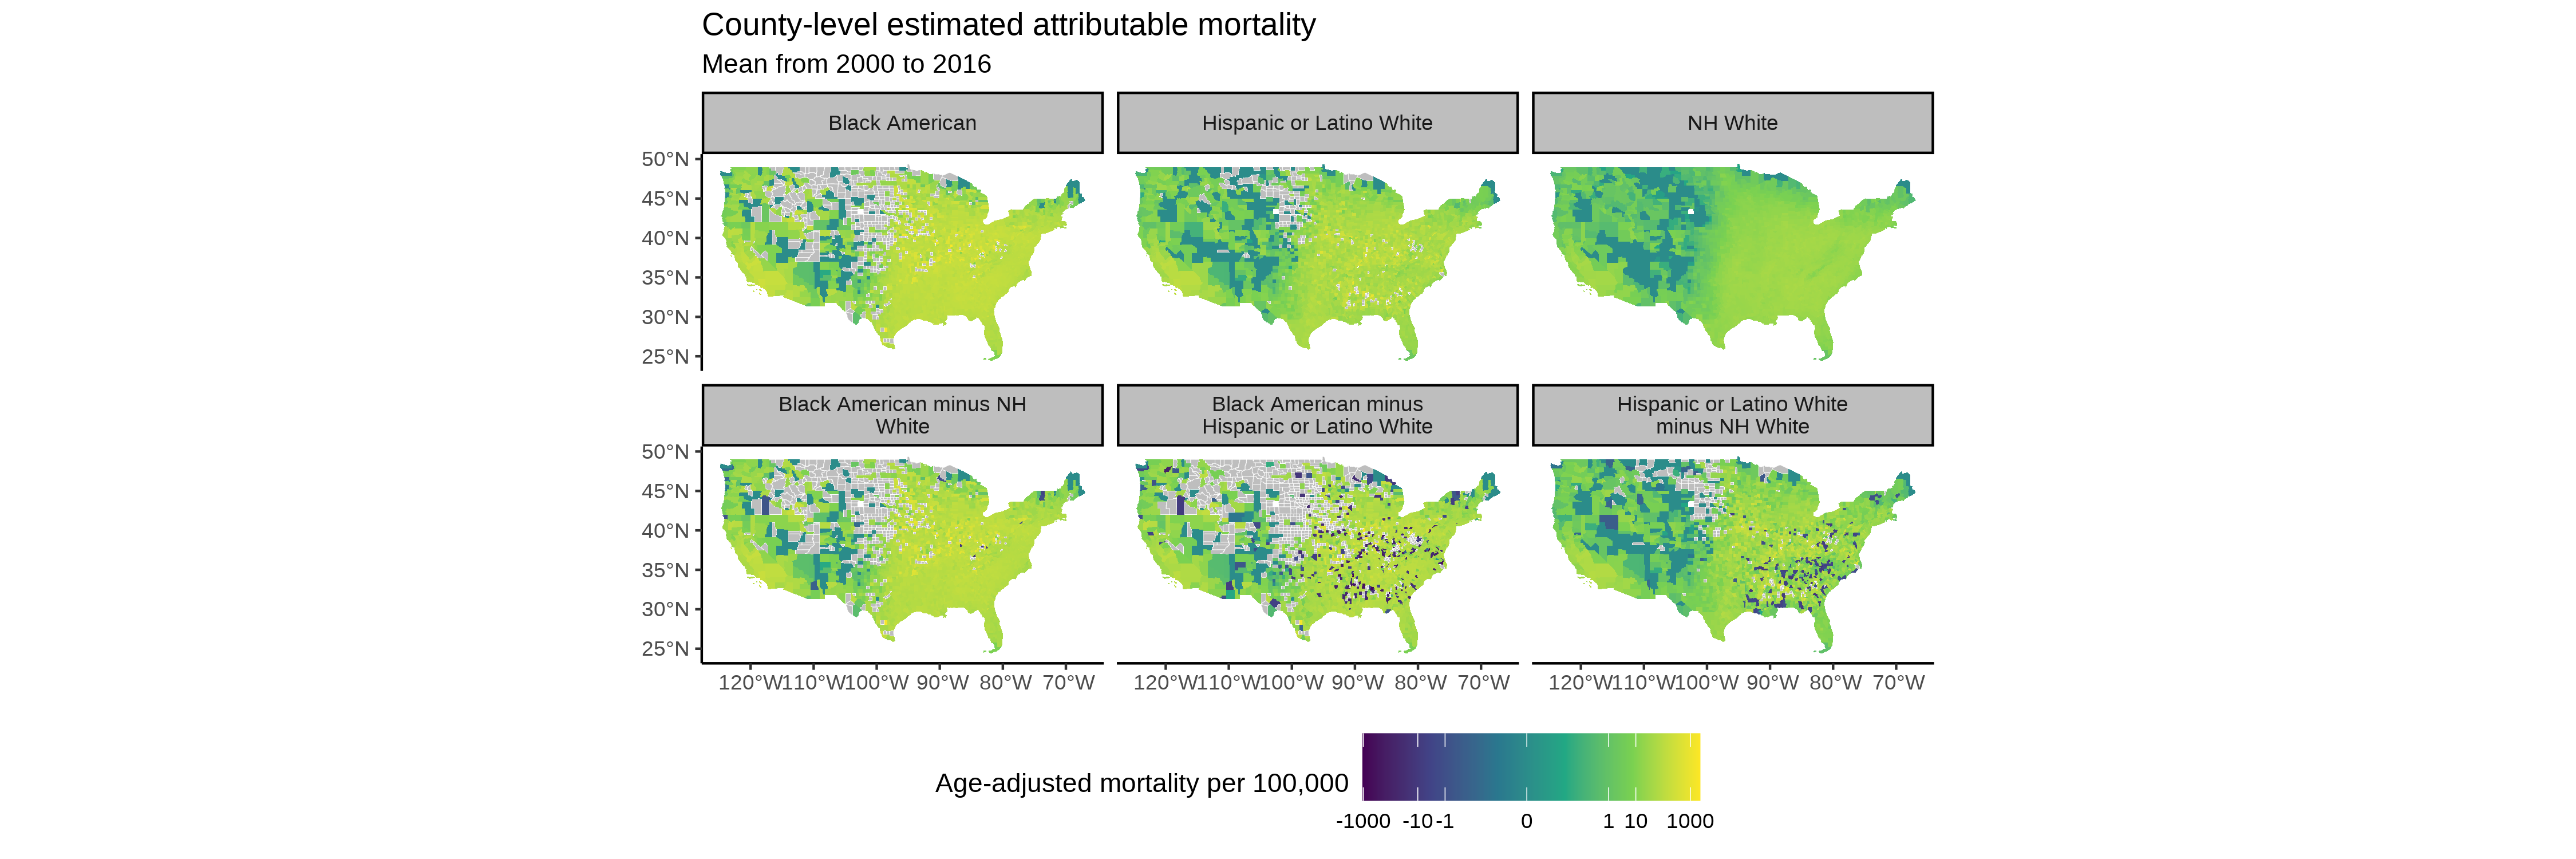 County-level estimated attributable mortality
Mean from 2000 to 2016
Black American
Hispanic or Latino White
NH White
50°N
45°N
40°N
35°N
30°N
25°N
Black American minus NH
White
Black American minus
Hispanic or Latino White
Hispanic or Latino White
minus NH White
50°N
45°N
40°N
35°N
30°N
25°N
120°W 110°W 100°W 90°W 80°W 70°W 120°W 110°W 100°W 90°W 80°W 70°W 120°W 110°W 100°W 90°W 80°W 70°W
Age-adjusted mortality per 100,000
-1000 -10 -1 0 1 10 1000